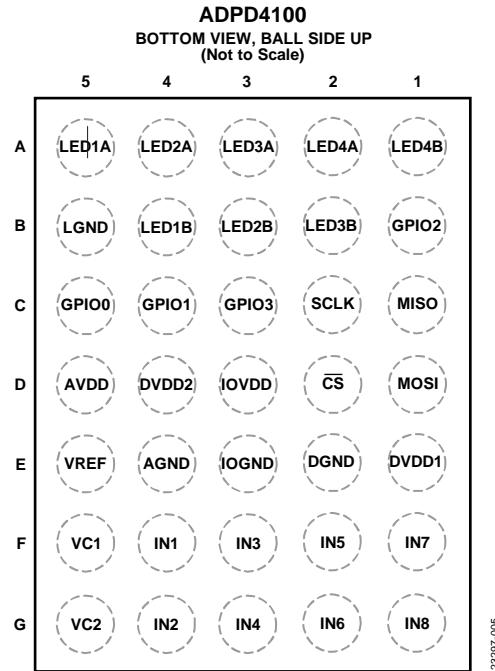 ADPD4100
BOTTOM VIEW, BALL SIDE UP
(Not to Scale)
5 4 3 2 1
A LED1A LED2A LED3A LED4A LED4B
B LGND LED1B LED2B LED3B GPIO2
C GPIO0 GPIO1 GPIO3 SCLK MISO
D AVDD DVDD2 IOVDD C̅S̅ MOSI
E VREF AGND IOGND DGND DVDD1
F VC1 IN1 IN3 IN5 IN7
G VC2 IN2 IN4 IN6 IN8
23297-005